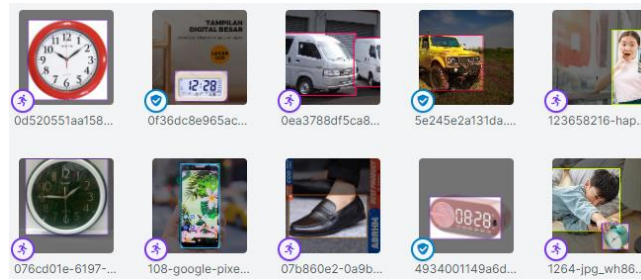 TAMPILAN
DIGITAL BESAR
12:28
0d520551aa158...
0f36dc8e965ac...
0ea3788df5ca8...
5e245e2a131da....
123658216-hap...
08:28
076cd01e-6197-...
108-google-pixe...
07b860e2-0a9b...
4934001149a6d...
1264-jpg_wh86...